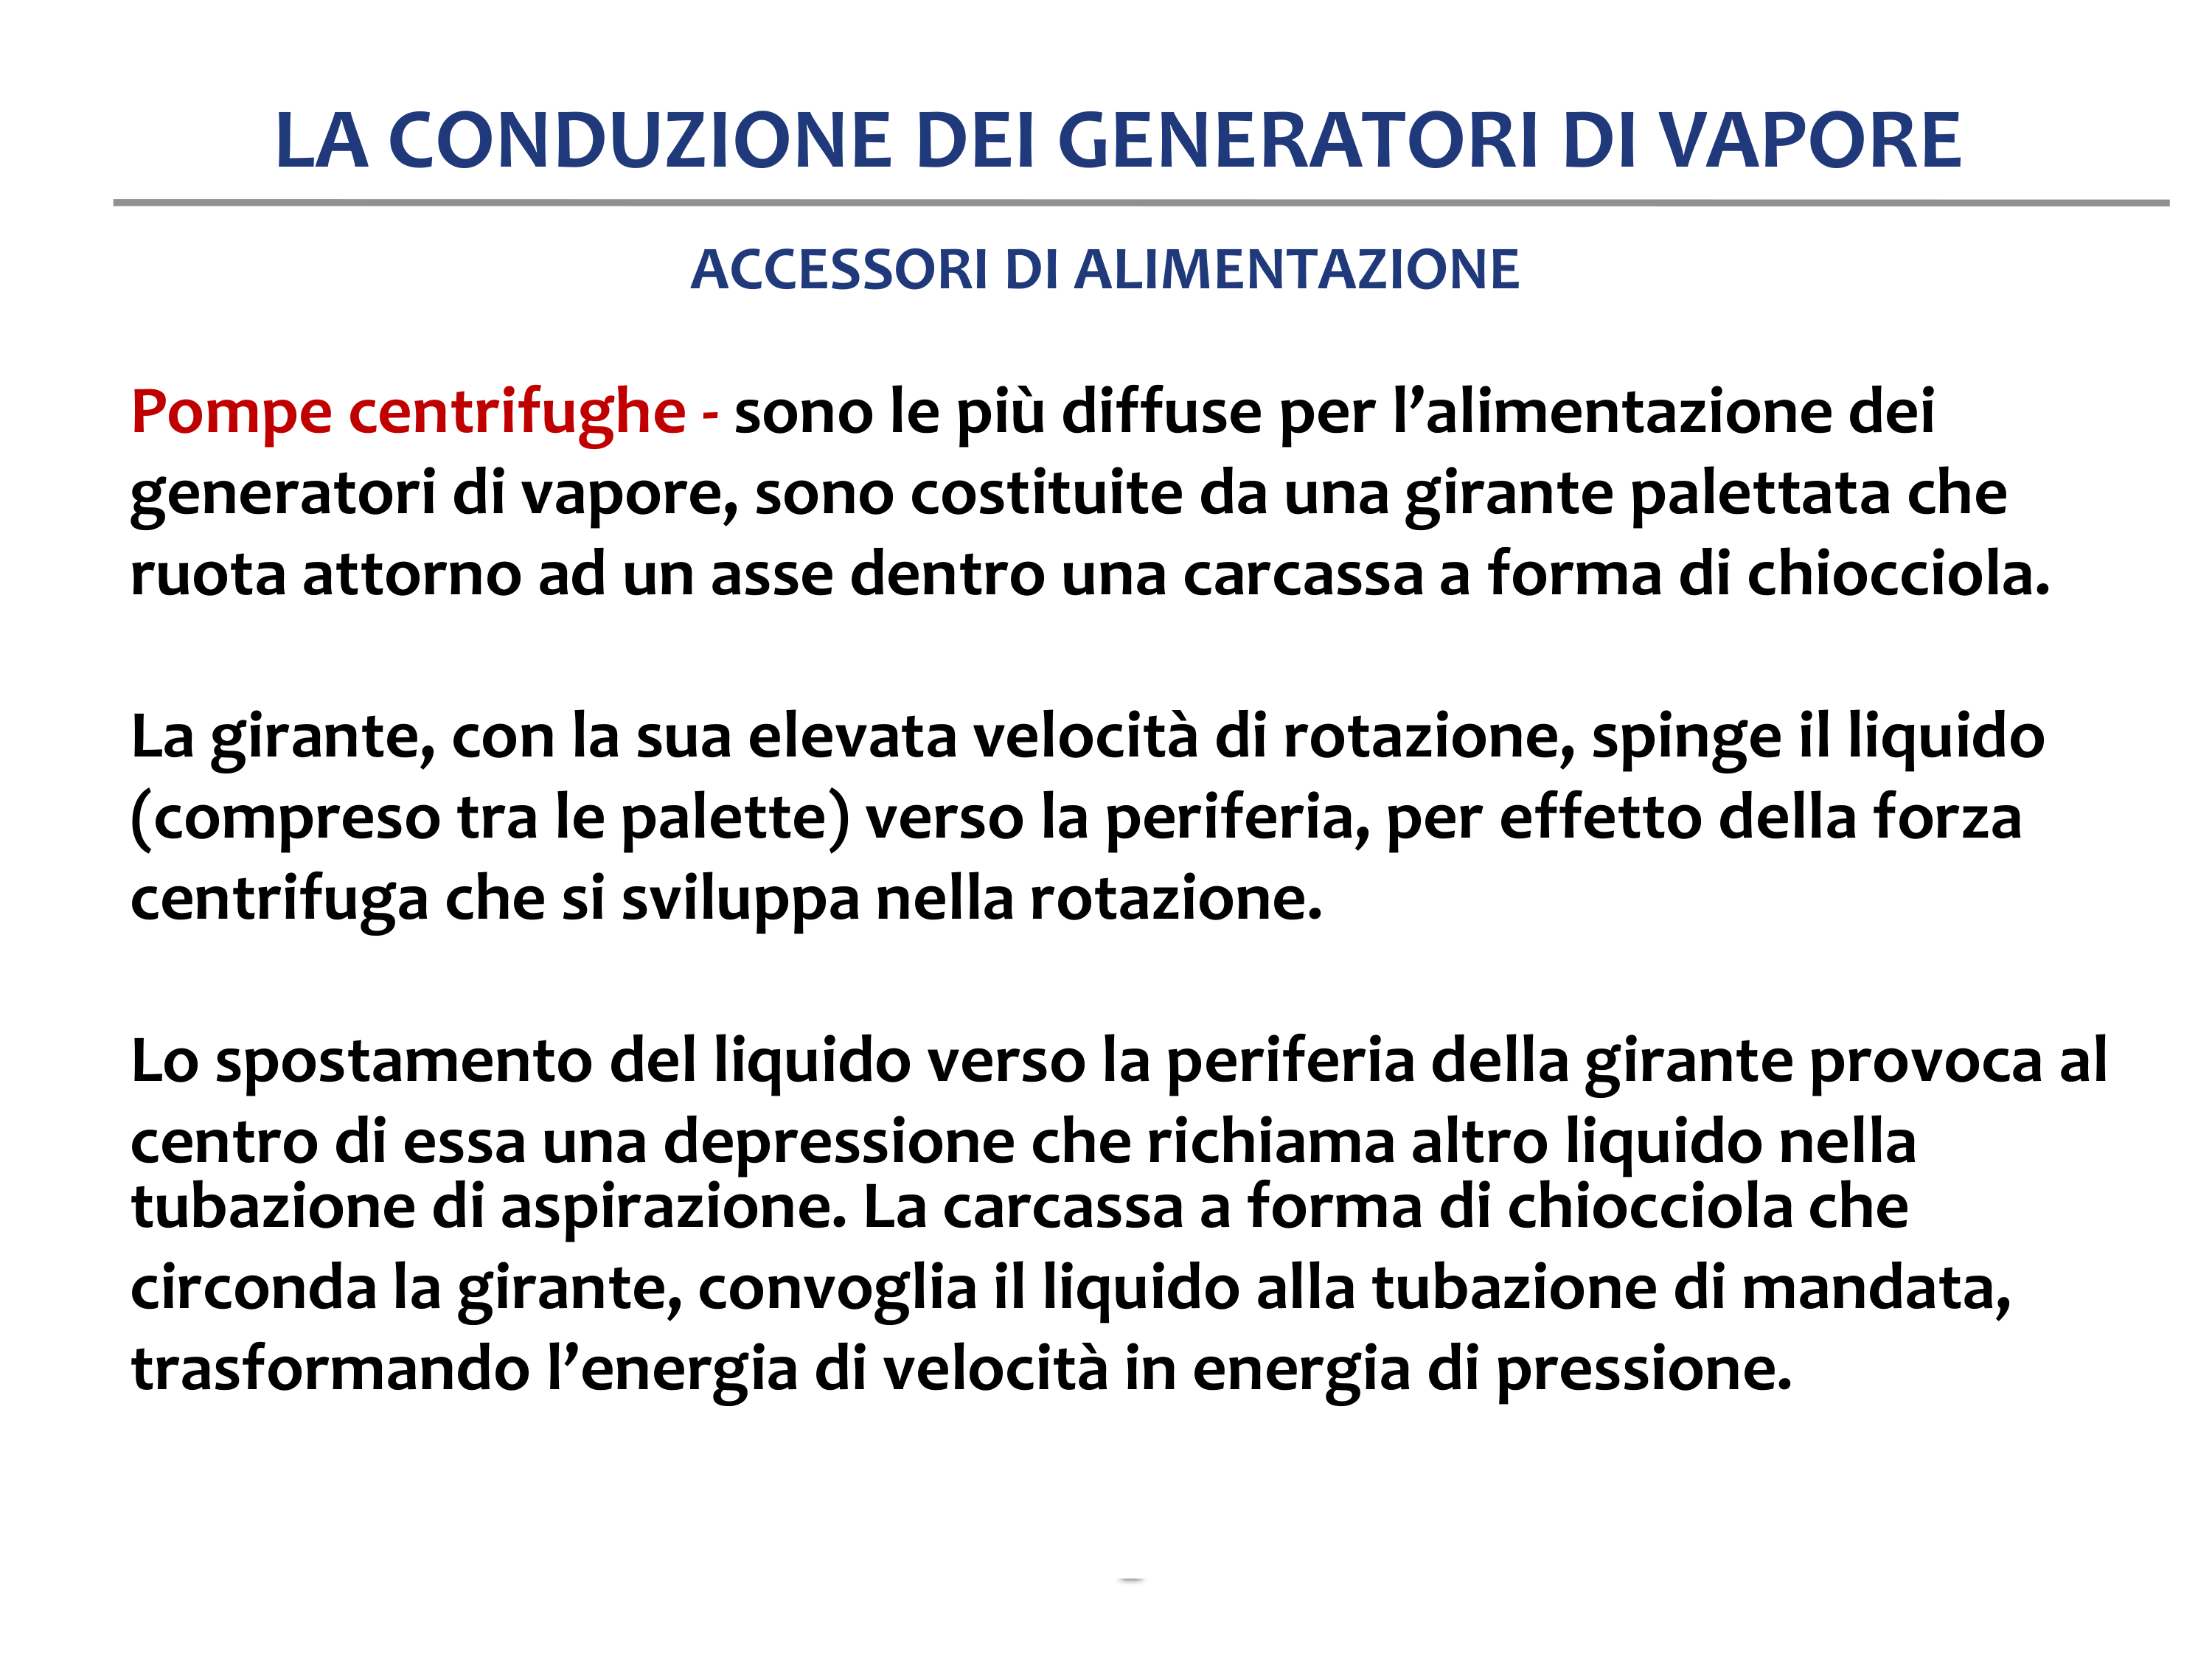 LA CONDUZIONE DEI GENERATORI DI VAPORE
ACCESSORI DI ALIMENTAZIONE
Pompe centrifughe - sono le più diffuse per l’alimentazione dei
generatori di vapore, sono costituite da una girante palettata che
ruota attorno ad un asse dentro una carcassa a forma di chiocciola.
La girante, con la sua elevata velocità di rotazione, spinge il liquido
(compreso tra le palette) verso la periferia, per effetto della forza
centrifuga che si sviluppa nella rotazione.
Lo spostamento del liquido verso la periferia della girante provoca al
centro di essa una depressione che richiama altro liquido nella
tubazione di aspirazione. La carcassa a forma di chiocciola che
circonda la girante, convoglia il liquido alla tubazione di mandata,
trasformando l’energia di velocità in energia di pressione.